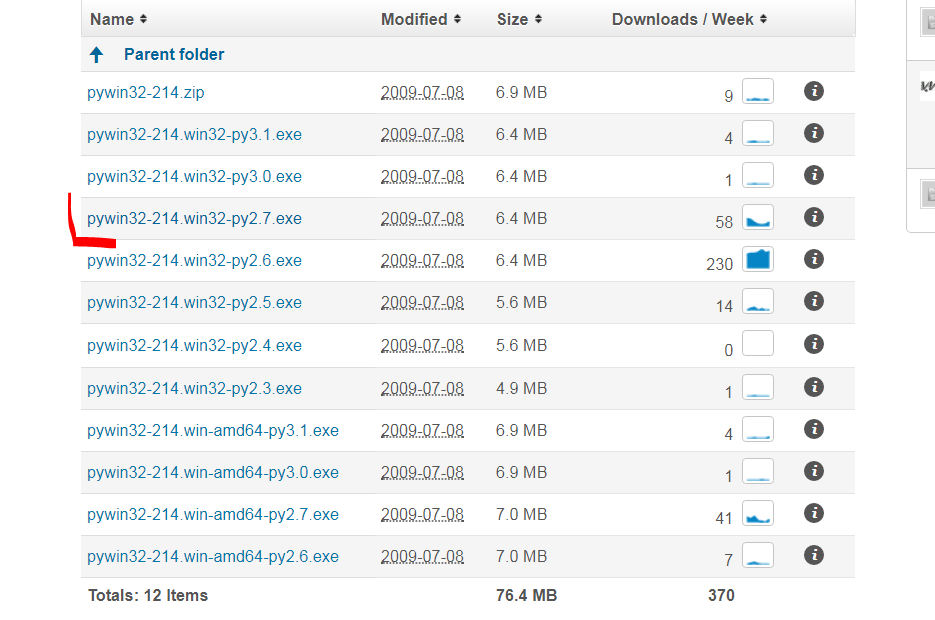 Name Modified Size Downloads / Week
Parent folder
pywin32-214.zip 2009-07-08 6.9 MB 9
pywin32-214.win32-py3.1.exe 2009-07-08 6.4 MB 4
pywin32-214.win32-py3.0.exe 2009-07-08 6.4 MB 1
pywin32-214.win32-py2.7.exe 2009-07-08 6.4 MB 58
pywin32-214.win32-py2.6.exe 2009-07-08 6.4 MB 230
pywin32-214.win32-py2.5.exe 2009-07-08 5.6 MB 14
pywin32-214.win32-py2.4.exe 2009-07-08 5.6 MB 0
pywin32-214.win32-py2.3.exe 2009-07-08 4.9 MB 1
pywin32-214.win-amd64-py3.1.exe 2009-07-08 6.9 MB 4
pywin32-214.win-amd64-py3.0.exe 2009-07-08 6.9 MB 1
pywin32-214.win-amd64-py2.7.exe 2009-07-08 7.0 MB 41
pywin32-214.win-amd64-py2.6.exe 2009-07-08 7.0 MB 7
Totals: 12 Items 76.4 MB 370